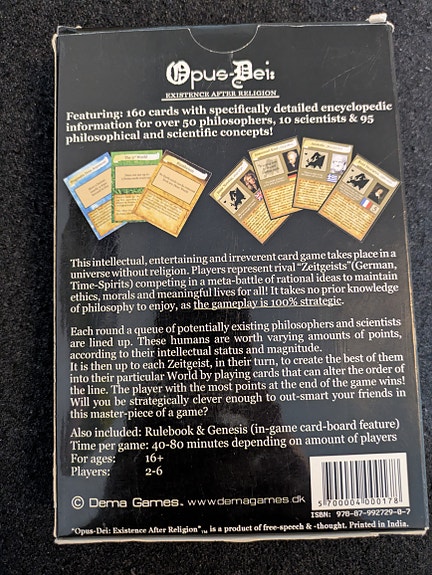 Opus-Dei:
EXISTENCE AFTER RELIGION
Featuring: 160 cards with specifically detailed encyclopedic
information for over 50 philosophers, 10 scientists & 95
philosophical and scientific concepts!
This intellectual, entertaining and irreverent card game takes place in a
universe without religion. Players represent rival "Zeitgeists" (German,
Time-Spirits) competing in a meta-battle of rational ideas to maintain
ethics, morals and meaningful lives for all! It takes no prior knowledge
of philosophy to enjoy, as the gameplay is 100% strategic.
Each round a queue of potentially existing philosophers and scientists
are lined up. These humans are worth varying amounts of points,
according to their intellectual status and magnitude.
It is then up to each Zeitgeist, in their turn, to create the best of them
into their particular World by playing cards that can alter the order of
the line. The player with the most points at the end of the game wins!
Will you be strategically clever enough to out-smart your friends in
this master-piece of a game?
Also included: Rulebook & Genesis (in-game card-board feature)
Time per game: 40-80 minutes depending on amount of players
For ages: 16+
Players: 2-6
© Dema Games™ www.demagames.dk
5 700004 000178
ISBN: 978-87-992729-0-7
"Opus-Dei: Existence After Religion"™ is a product of free-speech & -thought. Printed in India.